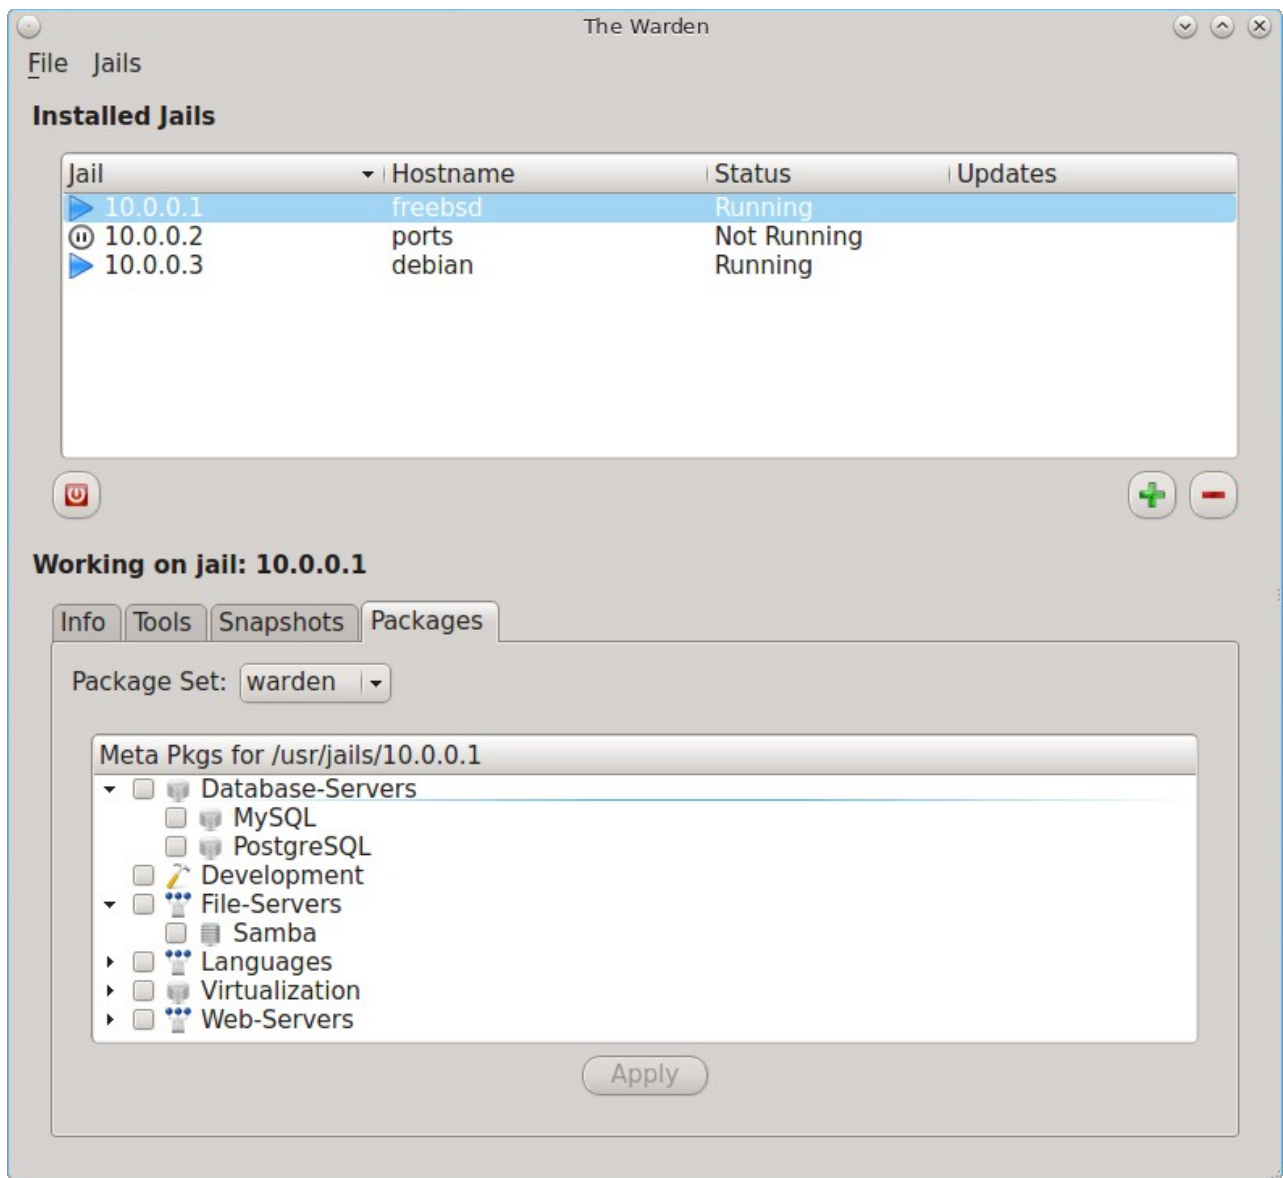 The Warden
File Jails
Installed Jails
Jail Hostname Status Updates
10.0.0.1 freebsd Running
10.0.0.2 ports Not Running
10.0.0.3 debian Running
Working on jail: 10.0.0.1
Info Tools Snapshots Packages
Package Set: warden
Meta Pkgs for /usr/jails/10.0.0.1
Database-Servers
MySQL
PostgreSQL
Development
File-Servers
Samba
Languages
Virtualization
Web-Servers
Apply